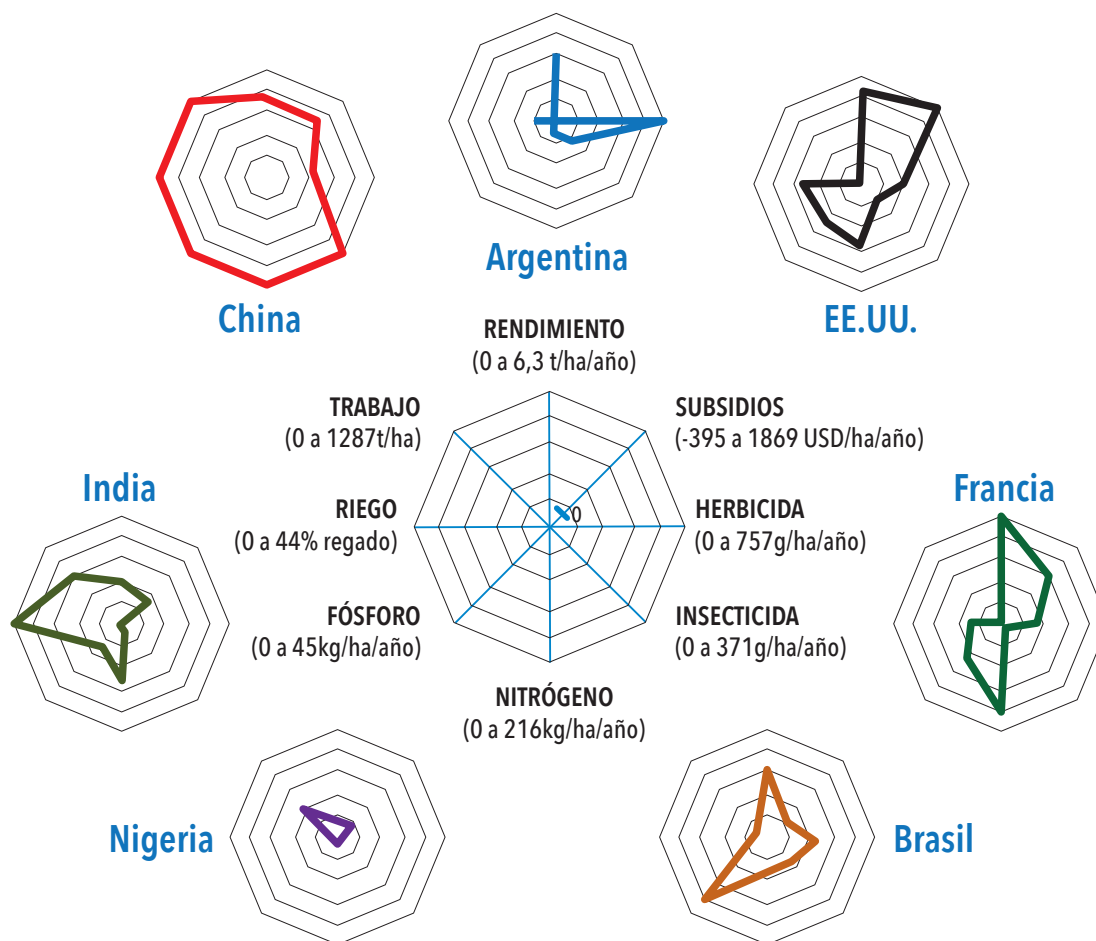 Argentina
China
EE.UU.
RENDIMIENTO
(0 a 6,3 t/ha/año)
TRABAJO
(0 a 1287t/ha)
SUBSIDIOS
(-395 a 1869 USD/ha/año)
India
Francia
RIEGO
(0 a 44% regado)
0
HERBICIDA
(0 a 757g/ha/año)
FÓSFORO
(0 a 45kg/ha/año)
INSECTICIDA
(0 a 371g/ha/año)
NITRÓGENO
(0 a 216kg/ha/año)
Nigeria
Brasil